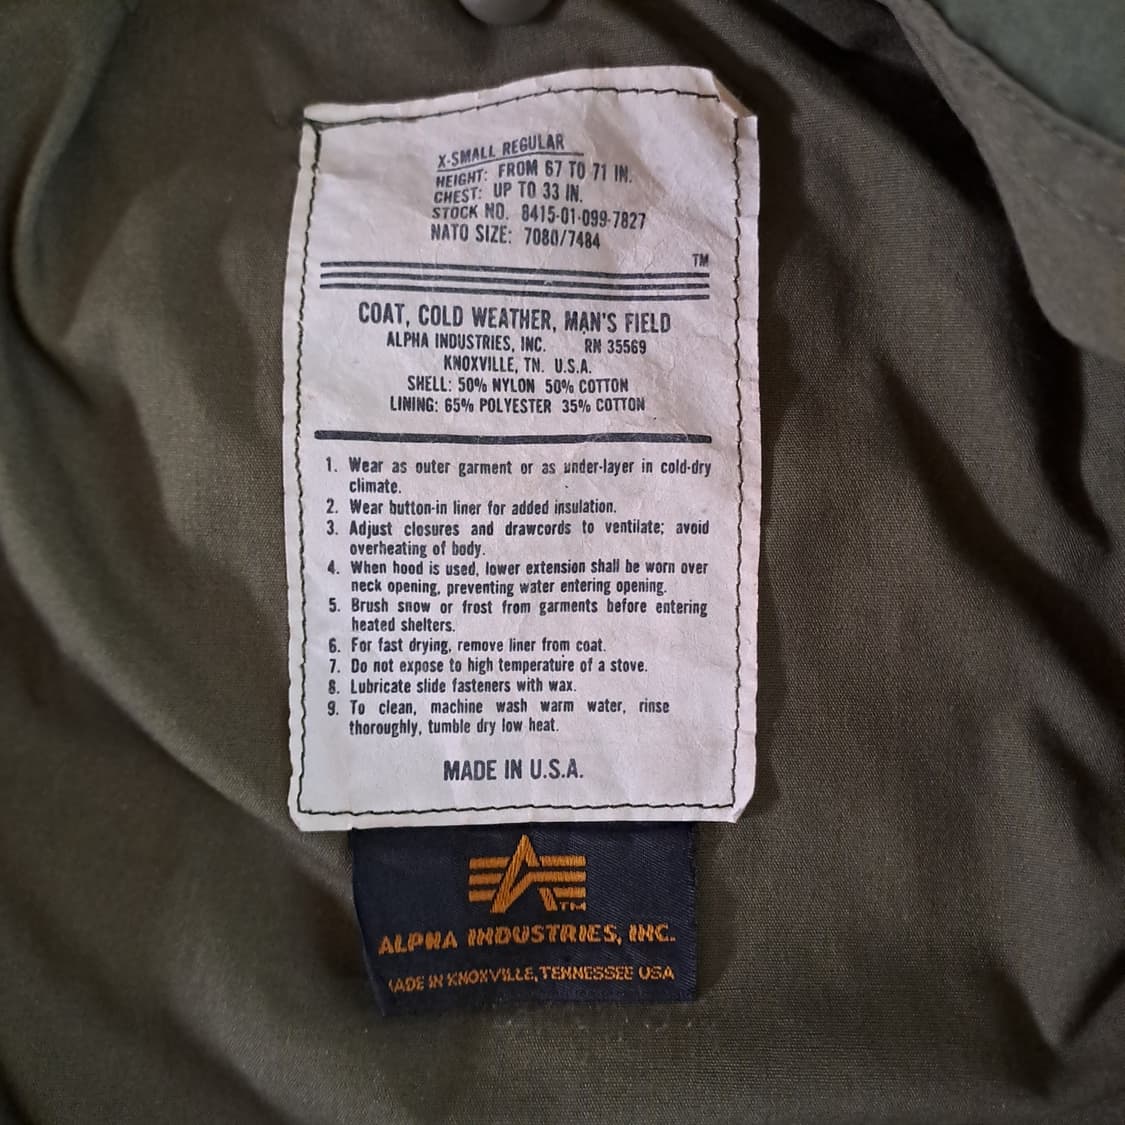 X-SMALL REGULAR
HEIGHT: FROM 67 TO 71 IN.
CHEST: UP TO 33 IN.
STOCK NO. 8415-01-099-7827
NATO SIZE: 7080/7484
TM
COAT, COLD WEATHER, MAN'S FIELD
ALPHA INDUSTRIES, INC. RN 35569
KNOXVILLE, TN. U.S.A.
SHELL: 50% NYLON 50% COTTON
LINING: 65% POLYESTER 35% COTTON
1. Wear as outer garment or as under-layer in cold-dry
climate.
2. Wear button-in liner for added insulation.
3. Adjust closures and drawcords to ventilate; avoid
overheating of body.
4. When hood is used, lower extension shall be worn over
neck opening, preventing water entering opening.
5. Brush snow or frost from garments before entering
heated shelters.
6. For fast drying, remove liner from coat.
7. Do not expose to high temperature of a stove.
8. Lubricate slide fasteners with wax.
9. To clean, machine wash warm water, rinse
thoroughly, tumble dry low heat.
MADE IN U.S.A.
TM
ALPHA INDUSTRIES, INC.
MADE IN KNOXVILLE, TENNESSEE USA